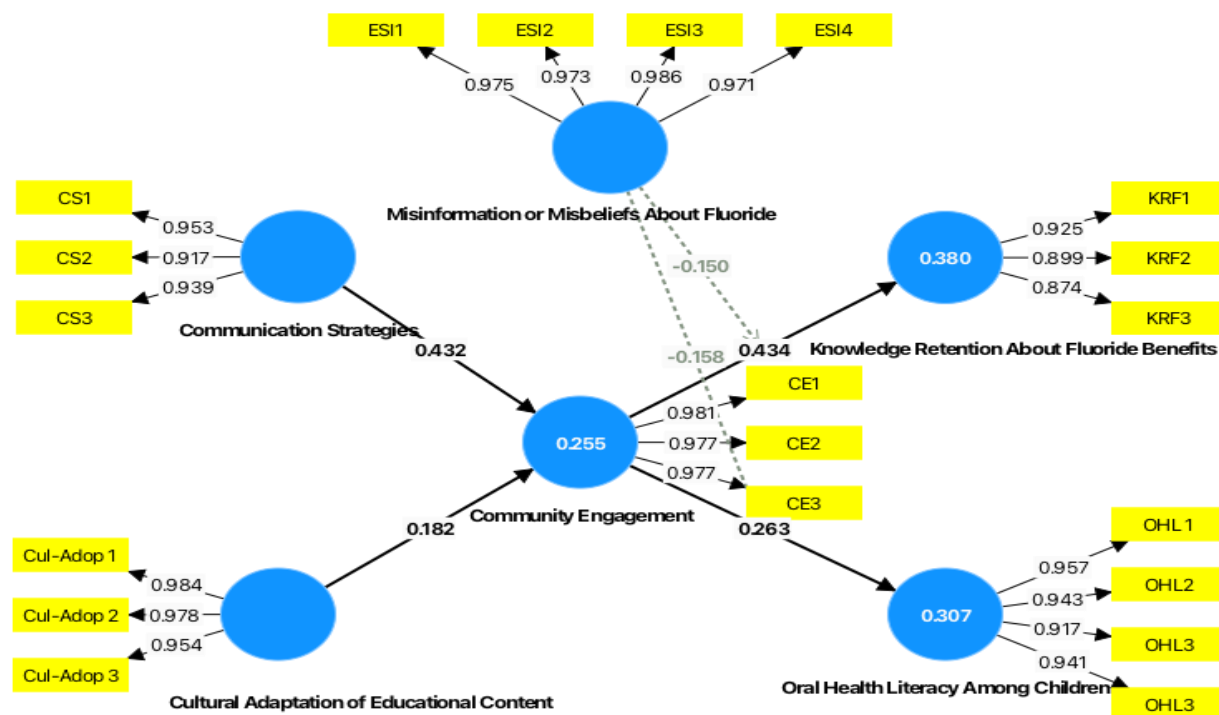 ESI1
ESI2
ESI3
ESI4
0.975
0.973
0.986
0.971
Misinformation or Misbeliefs About Fluoride
CS1
CS2
CS3
0.953
0.917
0.939
Communication Strategies
0.432
-0.150
-0.158
0.434
0.380
KRF1
KRF2
KRF3
0.925
0.899
0.874
Knowledge Retention About Fluoride Benefits
0.255
CE1
CE2
CE3
0.981
0.977
0.977
Community Engagement
0.182
0.263
Cul-Adop 1
Cul-Adop 2
Cul-Adop 3
0.984
0.978
0.954
Cultural Adaptation of Educational Content
0.307
OHL 1
OHL2
OHL3
OHL3
0.957
0.943
0.917
0.941
Oral Health Literacy Among Children